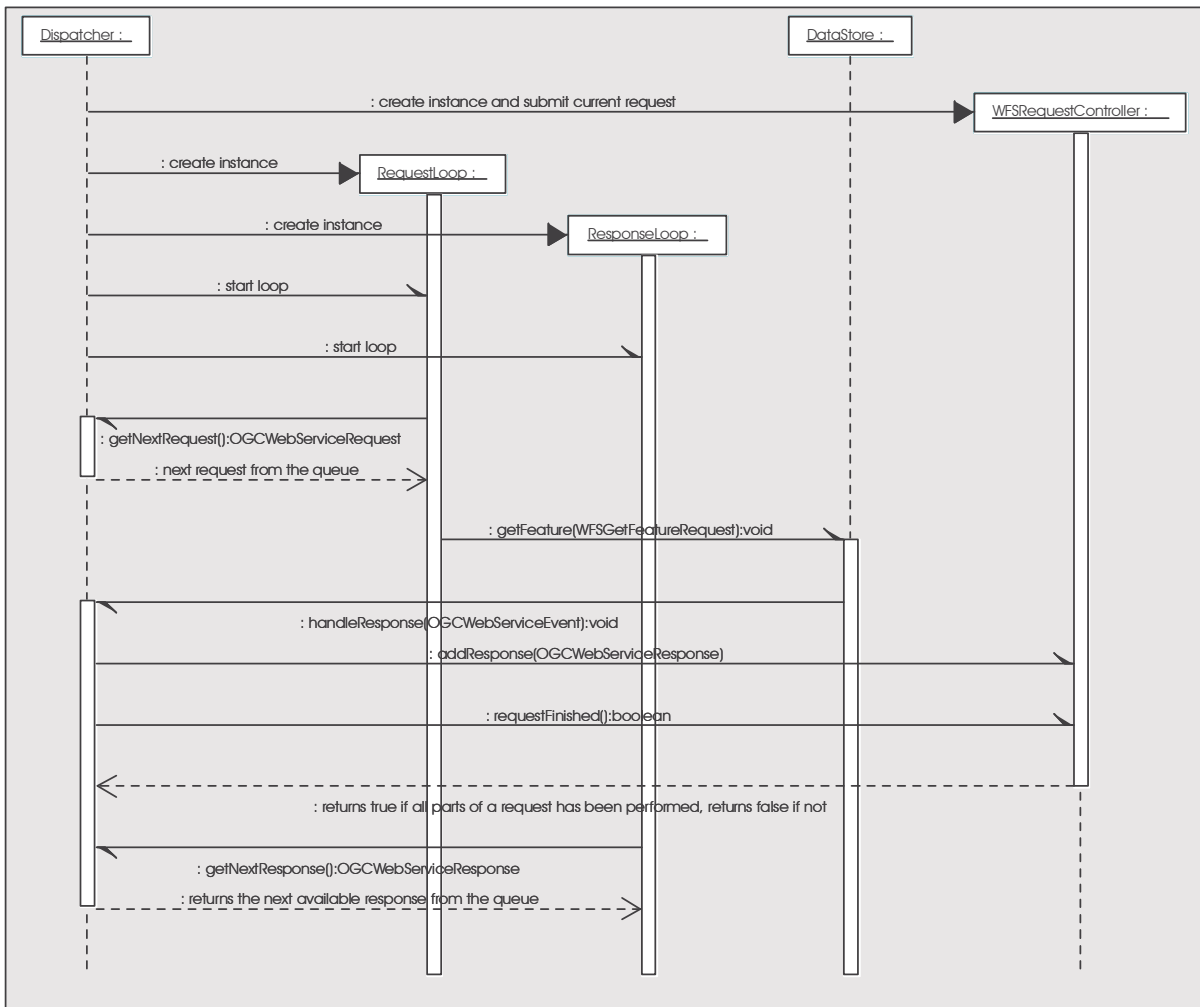 Dispatcher :
DataStore :
: create instance and submit current request
WFSRequestController :
: create instance
RequestLoop :
: create instance
ResponseLoop :
: start loop
: start loop
: getNextRequest():OGCWebServiceRequest
: next request from the queue
: getFeature(WFSGetFeatureRequest):void
: handleResponse(OGCWebServiceEvent):void
: addResponse(OGCWebServiceResponse)
: requestFinished():boolean
: returns true if all parts of a request has been performed, returns false if not
: getNextResponse():OGCWebServiceResponse
: returns the next available response from the queue